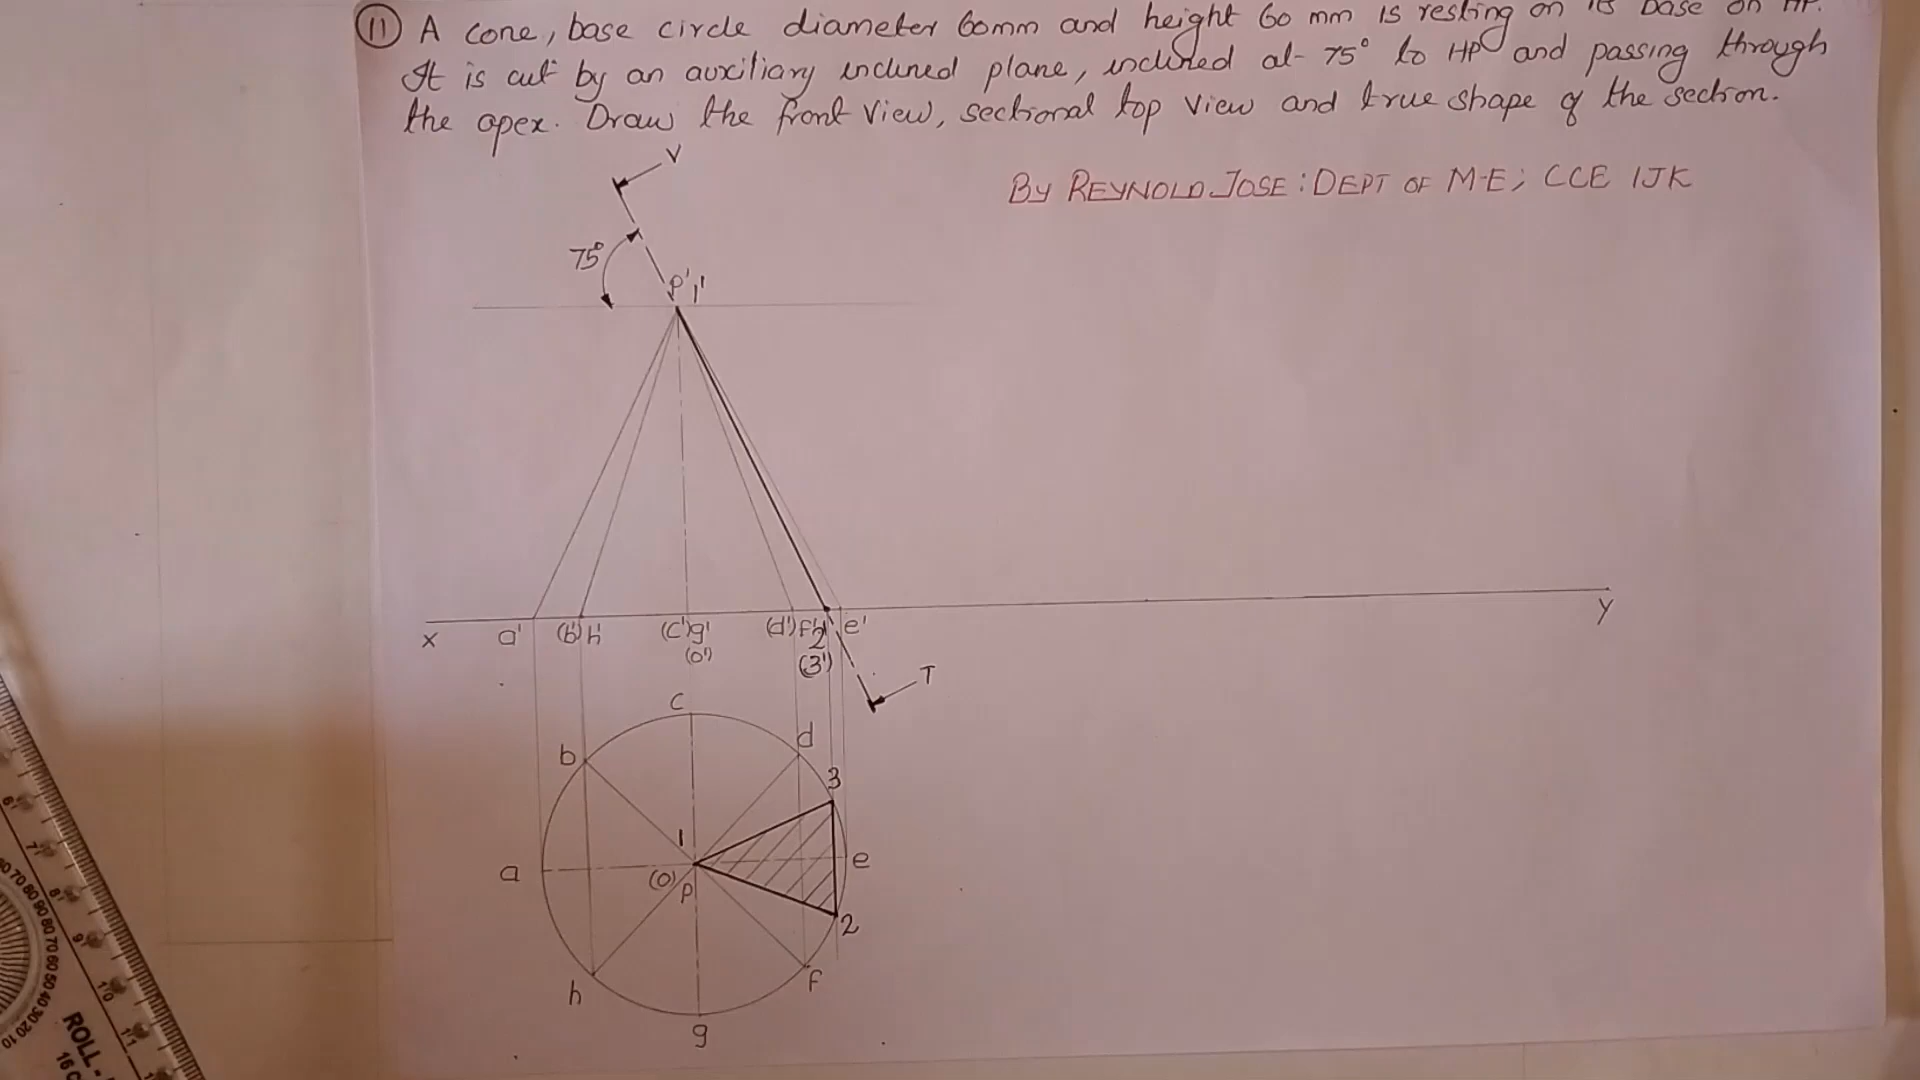 11 A cone, base circle diameter 60mm and height 60 mm is resting on its base on HP.
It is cut by an auxiliary inclined plane, inclined at 75° to HP and passing through
the apex. Draw the front view, sectional top view and true shape of the section.
V
By REYNOLD JOSE : DEPT OF M-E; CCE IJK
75°
p' 1'
x a' (b') h' (c') g' (d') f' 2' e' y
(o') (3')
T
c
d
b
3
1
a (o) e
p
2
h f
g
ROLL-